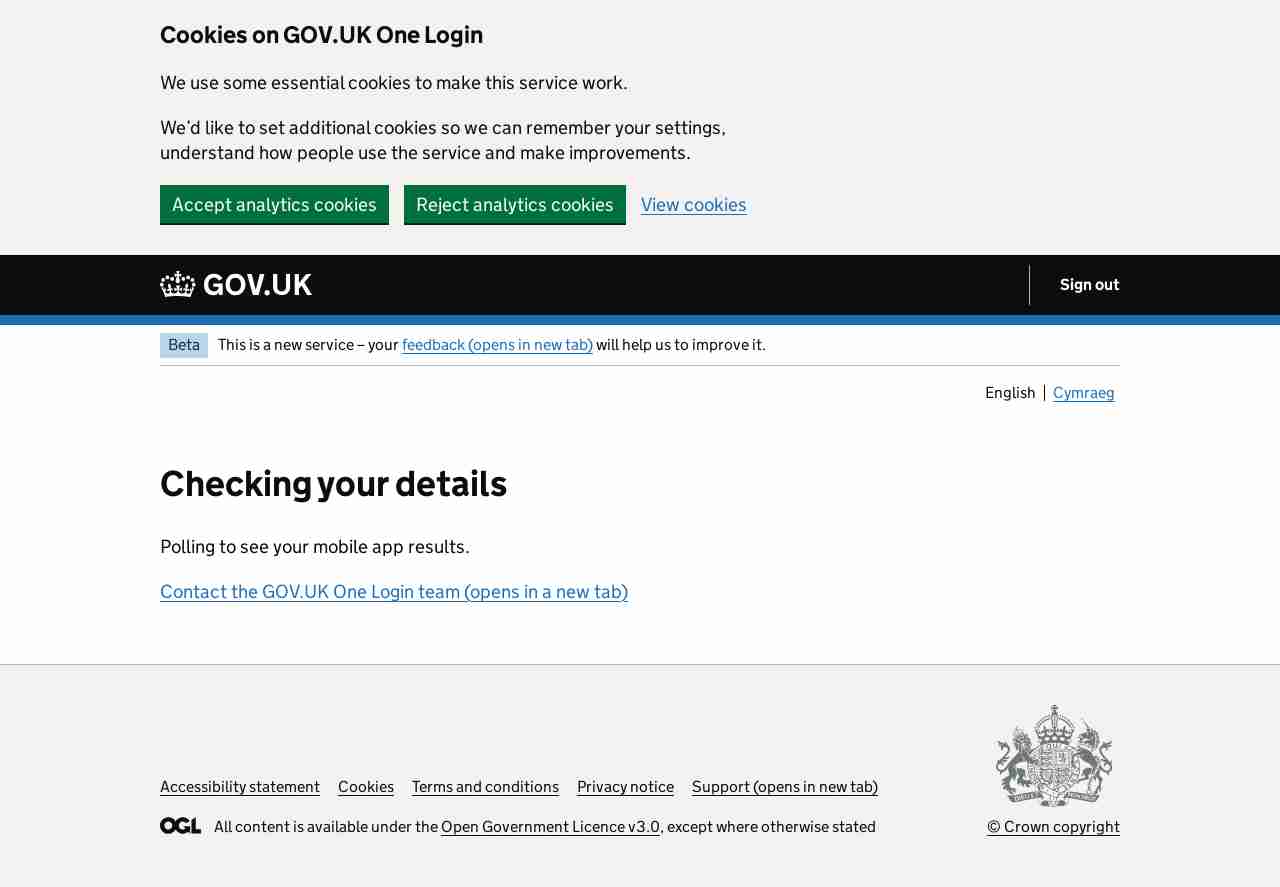 Cookies on GOV.UK One Login
We use some essential cookies to make this service work.
We’d like to set additional cookies so we can remember your settings,
understand how people use the service and make improvements.
Accept analytics cookies
Reject analytics cookies
View cookies
GOV.UK
Sign out
Beta
This is a new service – your feedback (opens in new tab) will help us to improve it.
English
Cymraeg
Checking your details
Polling to see your mobile app results.
Contact the GOV.UK One Login team (opens in a new tab)
Accessibility statement
Cookies
Terms and conditions
Privacy notice
Support (opens in new tab)
OGL
All content is available under the Open Government Licence v3.0, except where otherwise stated
© Crown copyright